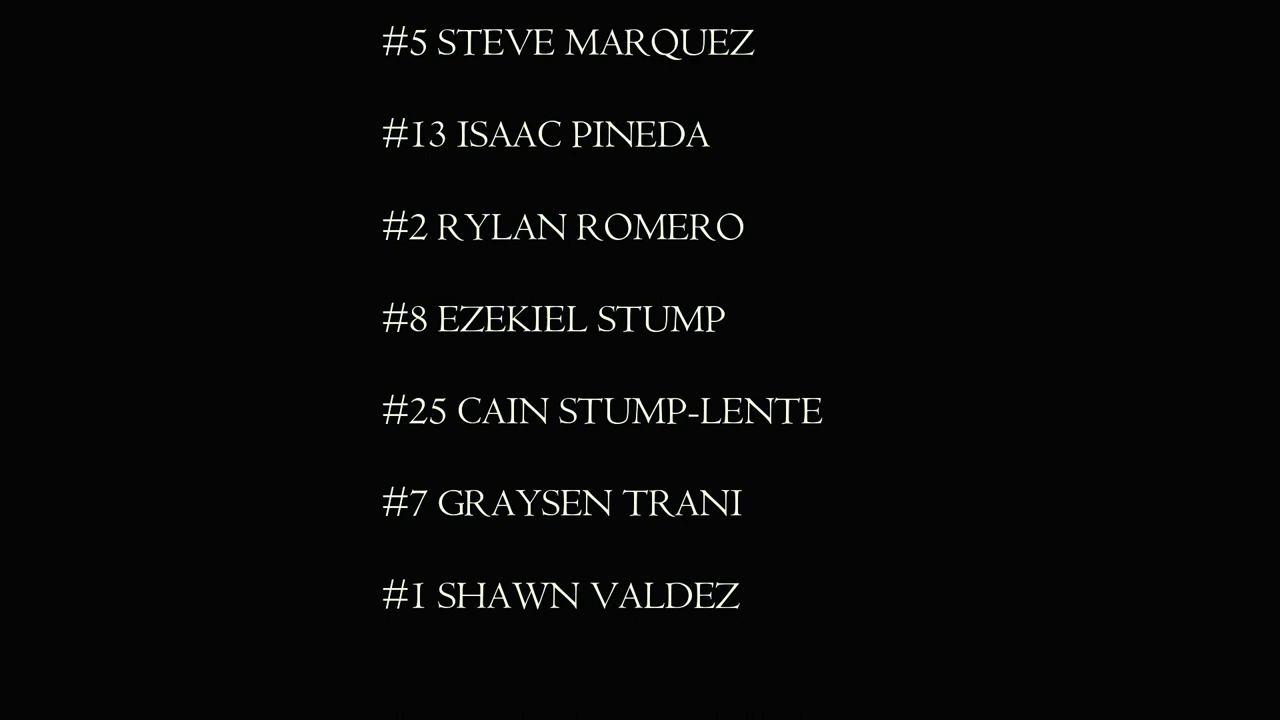 #5 STEVE MARQUEZ
#13 ISAAC PINEDA
#2 RYLAN ROMERO
#8 EZEKIEL STUMP
#25 CAIN STUMP-LENTE
#7 GRAYSEN TRANI
#1 SHAWN VALDEZ